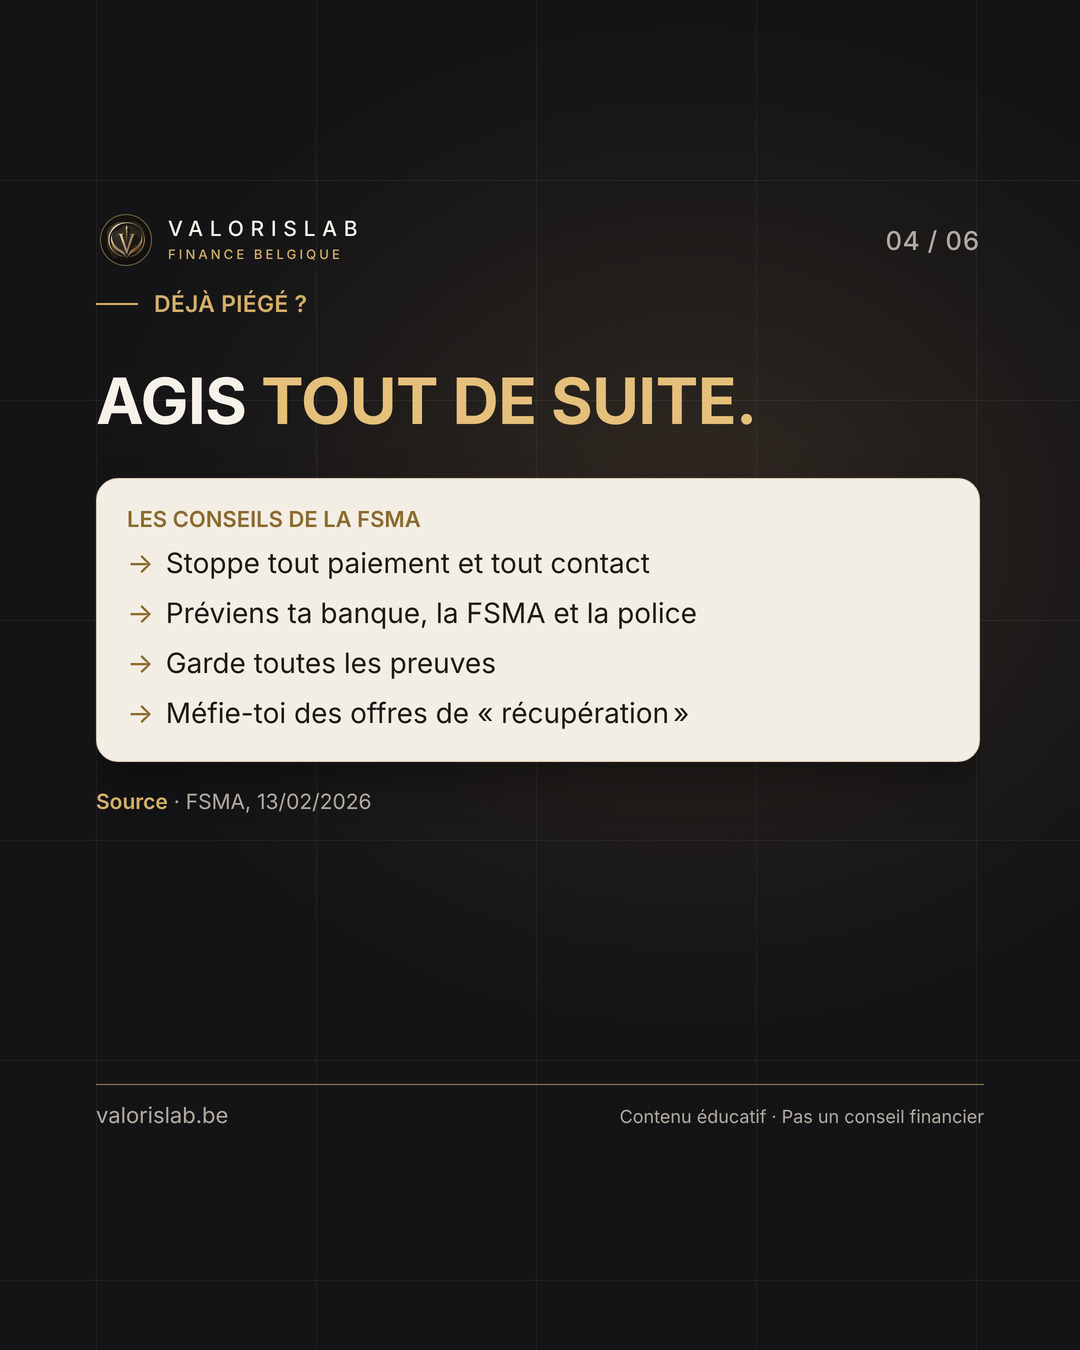 VALORISLAB
FINANCE BELGIQUE
04 / 06
DÉJÀ PIÉGÉ ?
AGIS TOUT DE SUITE.
LES CONSEILS DE LA FSMA
→ Stoppe tout paiement et tout contact
→ Préviens ta banque, la FSMA et la police
→ Garde toutes les preuves
→ Méfie-toi des offres de « récupération »
Source · FSMA, 13/02/2026
valorislab.be
Contenu éducatif · Pas un conseil financier